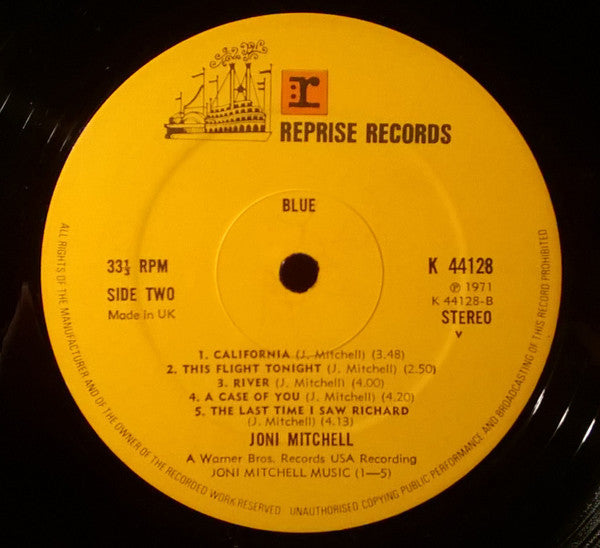 r
REPRISE RECORDS
BLUE
33⅓ RPM
SIDE TWO
Made in UK
K 44128
℗ 1971
K 44128-B
STEREO
v
1. CALIFORNIA (J. Mitchell) (3.48)
2. THIS FLIGHT TONIGHT (J. Mitchell) (2.50)
3. RIVER (J. Mitchell) (4.00)
4. A CASE OF YOU (J. Mitchell) (4.20)
5. THE LAST TIME I SAW RICHARD
(J. Mitchell) (4.13)
JONI MITCHELL
A Warner Bros. Records USA Recording
JONI MITCHELL MUSIC (1—5)
ALL RIGHTS OF THE MANUFACTURER AND OF THE OWNER OF THE RECORDED WORK RESERVED UNAUTHORISED COPYING PUBLIC PERFORMANCE AND BROADCASTING OF THIS RECORD PROHIBITED